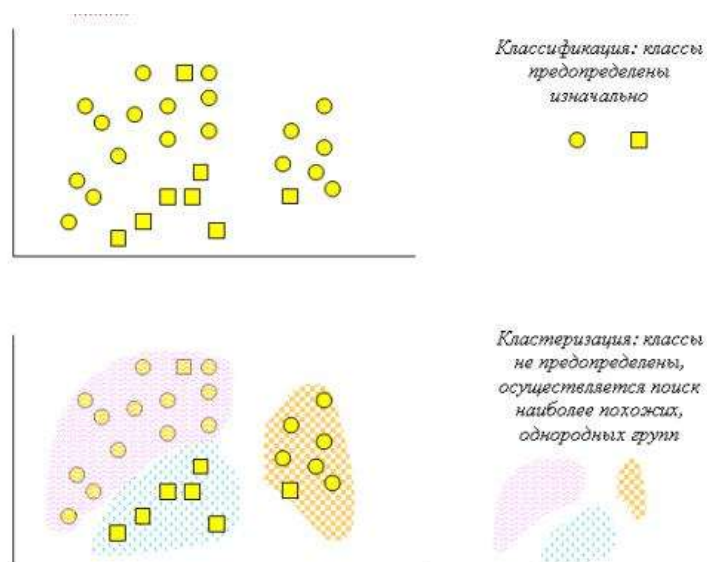 Классификация: классы
предопределены
изначально
Кластеризация: классы
не предопределены,
осуществляется поиск
наиболее похожих,
однородных групп